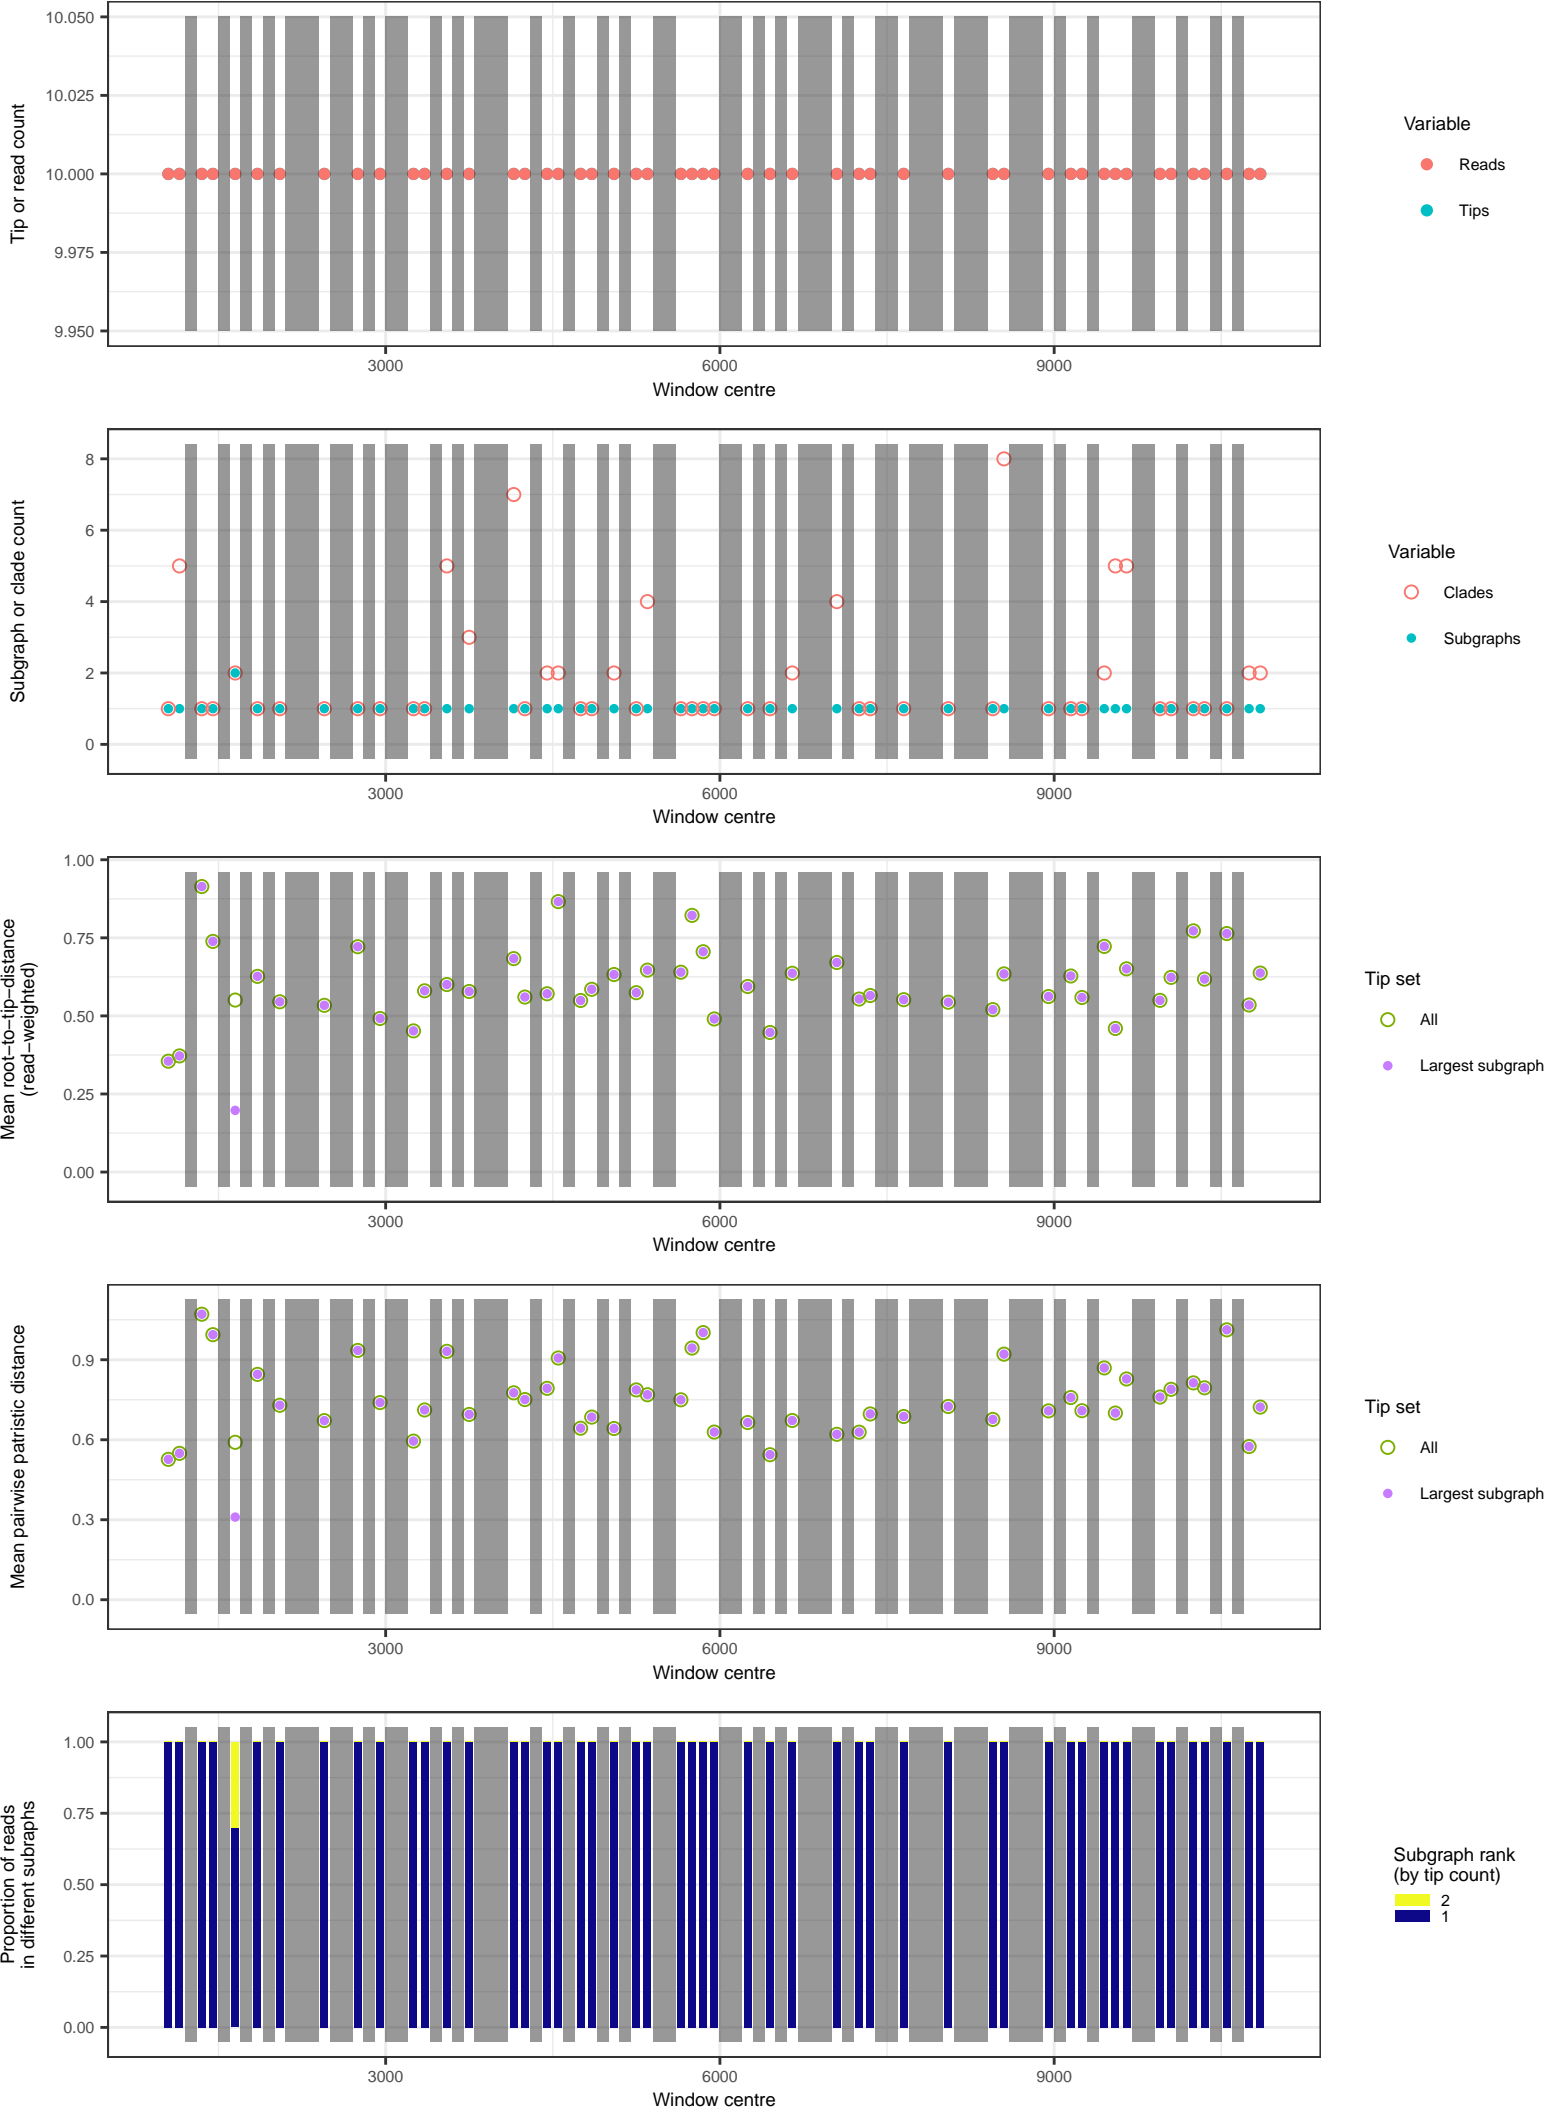 10.050
10.025
10.000
9.975
9.950
Tip or read count
3000
6000
9000
Window centre
Variable
Reads
Tips
8
6
4
2
0
Subgraph or clade count
3000
6000
9000
Window centre
Variable
Clades
Subgraphs
1.00
0.75
0.50
0.25
0.00
Mean root−to−tip−distance
(read−weighted)
3000
6000
9000
Window centre
Tip set
All
Largest subgraph
0.9
0.6
0.3
0.0
Mean pairwise patristic distance
3000
6000
9000
Window centre
Tip set
All
Largest subgraph
1.00
0.75
0.50
0.25
0.00
Proportion of reads
in different subraphs
3000
6000
9000
Window centre
Subgraph rank
(by tip count)
2
1